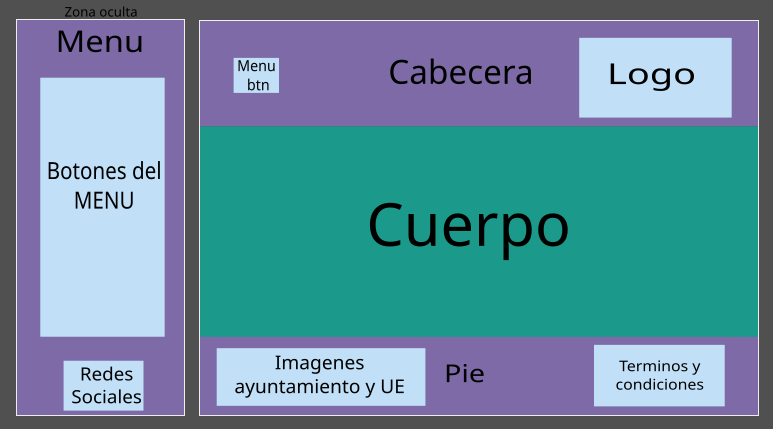 Zona oculta
Menu
Botones del
MENU
Redes
Sociales
Menu
btn
Cabecera
Logo
Cuerpo
Imagenes
ayuntamiento y UE
Pie
Terminos y
condiciones